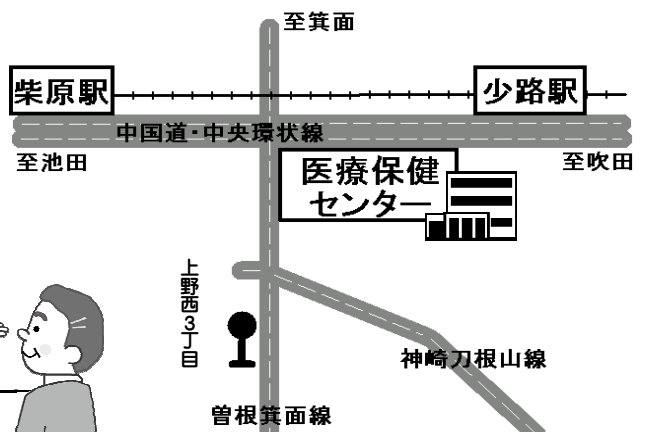 至箕面
柴原駅
少路駅
中国道・中央環状線
至池田
至吹田
医療保健
センター
上野西3丁目
神崎刀根山線
曽根箕面線